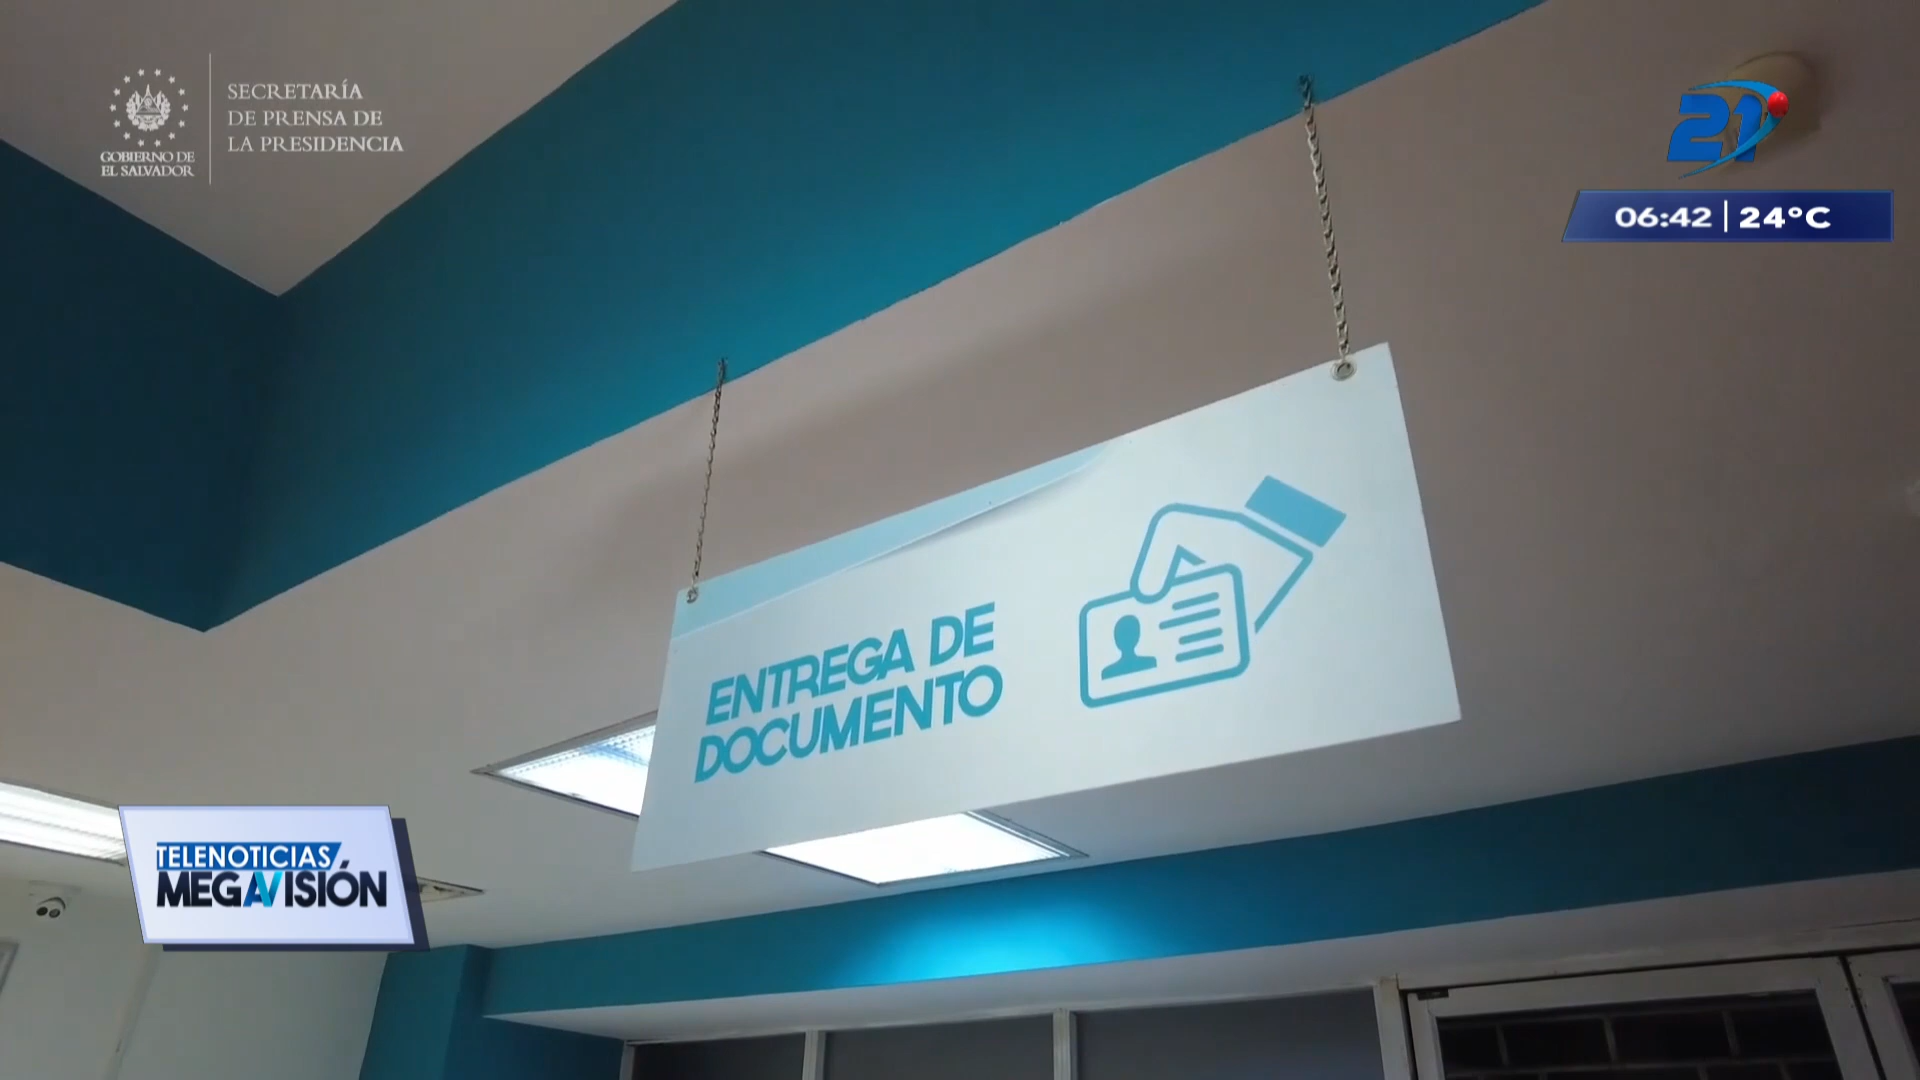 GOBIERNO DE
EL SALVADOR
SECRETARÍA
DE PRENSA DE
LA PRESIDENCIA
21
06:42 | 24°C
ENTREGA DE
DOCUMENTO
TELENOTICIAS
MEGAVISIÓN